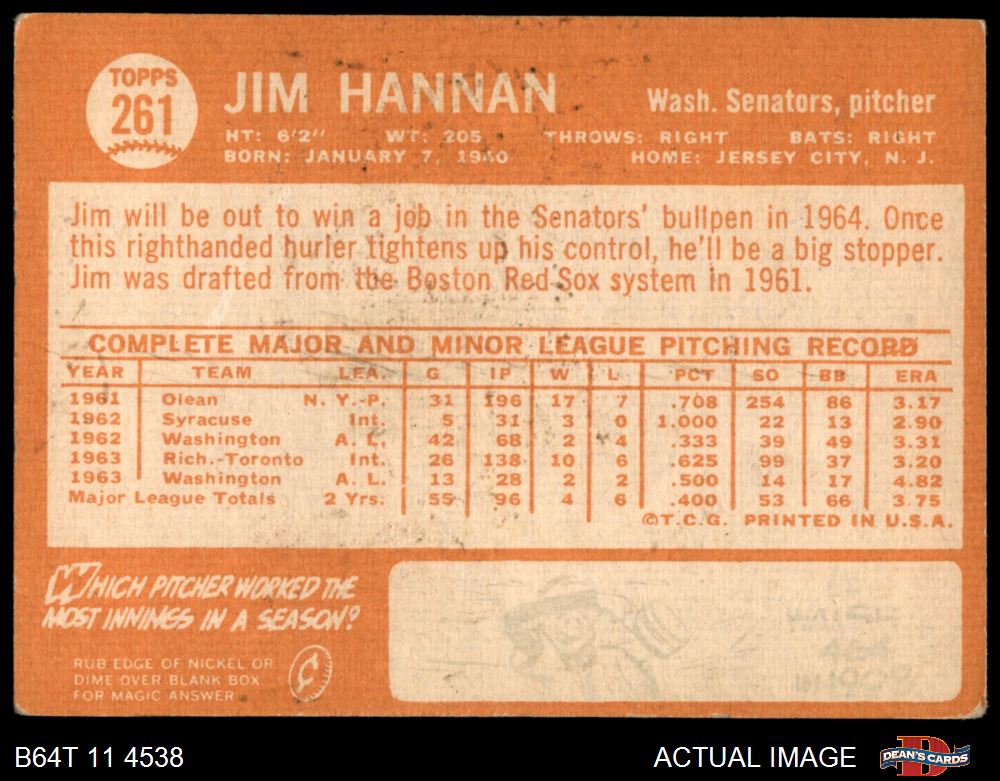 TOPPS
261
JIM HANNAN
Wash. Senators, pitcher
HT: 6'2" WT: 205 THROWS: RIGHT BATS: RIGHT
BORN: JANUARY 7, 1940 HOME: JERSEY CITY, N. J.
Jim will be out to win a job in the Senators' bullpen in 1964. Once
this righthanded hurler tightens up his control, he'll be a big stopper.
Jim was drafted from the Boston Red Sox system in 1961.
COMPLETE MAJOR AND MINOR LEAGUE PITCHING RECORD
YEAR TEAM LEA. G IP W L PCT SO BB ERA
1961 Olean N. Y.-P. 31 196 17 7 .708 254 86 3.17
1962 Syracuse Int. 5 31 3 0 1.000 22 13 2.90
1962 Washington A. L. 42 68 2 4 .333 39 49 3.31
1963 Rich.-Toronto Int. 26 138 10 6 .625 99 37 3.20
1963 Washington A. L. 13 28 2 2 .500 14 17 4.82
Major League Totals 2 Yrs. 55 96 4 6 .400 53 66 3.75
©T.C.G. PRINTED IN U.S.A.
WHICH PITCHER WORKED THE
MOST INNINGS IN A SEASON?
RUB EDGE OF NICKEL OR
DIME OVER BLANK BOX
FOR MAGIC ANSWER
B64T 11 4538
ACTUAL IMAGE
DEAN'S CARDS